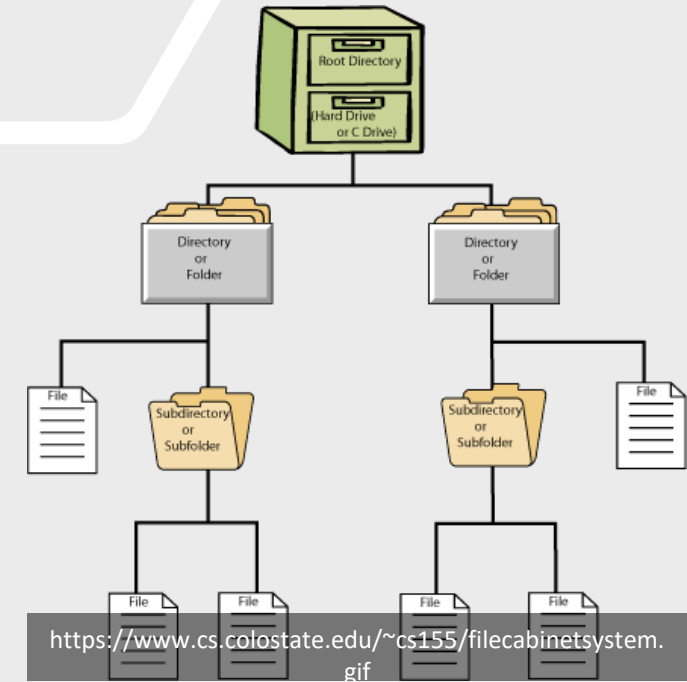 Root Directory
(Hard Drive
or C Drive)
Directory
or
Folder
Directory
or
Folder
File
Subdirectory
or
Subfolder
Subdirectory
or
Subfolder
File
File
File
File
File
https://www.cs.colostate.edu/~cs155/filecabinetsystem.
gif